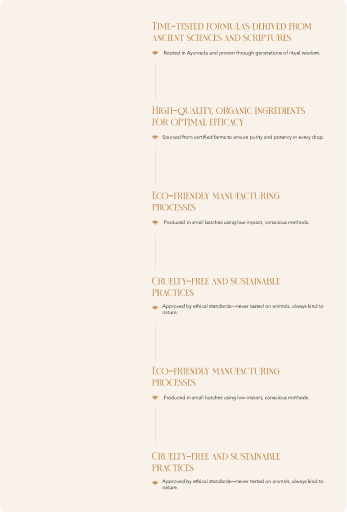 Time-tested formulas derived from
ancient sciences and scriptures
Rooted in Ayurveda and proven through generations of ritual wisdom.
High-quality, organic ingredients
for optimal efficacy
Sourced from certified farms to ensure purity and potency in every drop.
Eco-friendly manufacturing
processes
Produced in small batches using low-impact, conscious methods.
Cruelty-free and sustainable
practices
Approved by ethical standards—never tested on animals, always kind to
nature.
Eco-friendly manufacturing
processes
Produced in small batches using low-impact, conscious methods.
Cruelty-free and sustainable
practices
Approved by ethical standards—never tested on animals, always kind to
nature.